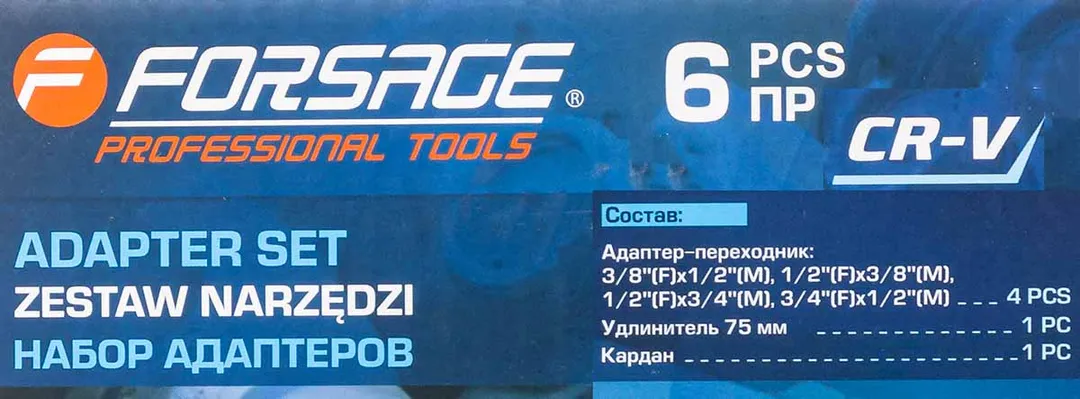 F FORSAGE®
PROFESSIONAL TOOLS
6 PCS
ПР
CR-V
ADAPTER SET
ZESTAW NARZĘDZI
НАБОР АДАПТЕРОВ
Состав:
Адаптер-переходник:
3/8"(F)x1/2"(M), 1/2"(F)x3/8"(M),
1/2"(F)x3/4"(M), 3/4"(F)x1/2"(M) _ _ _ 4 PCS
Удлинитель 75 мм _ _ _ _ _ _ _ _ _ _ _ _ 1 PC
Кардан _ _ _ _ _ _ _ _ _ _ _ _ _ _ _ _ _ _ _ _ 1 PC